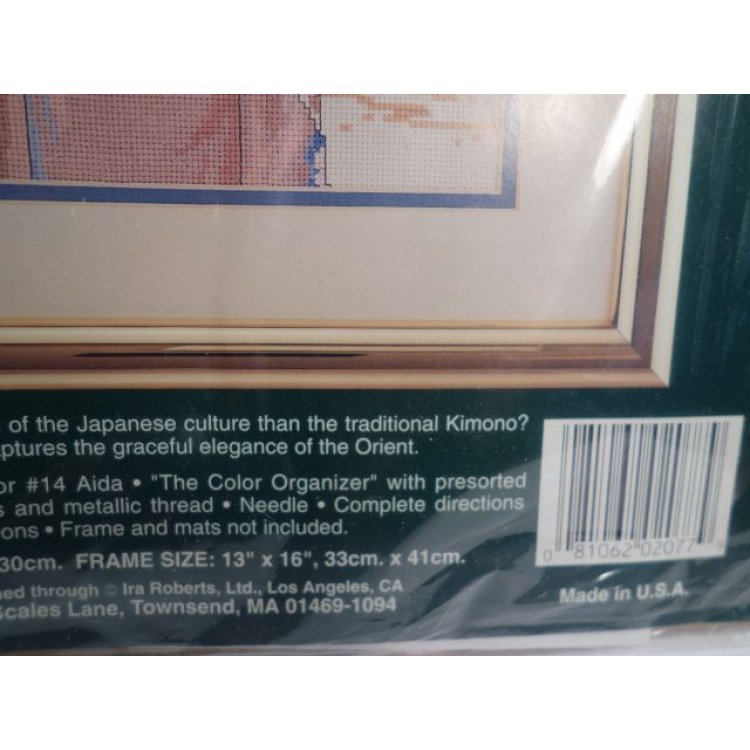 of the Japanese culture than the traditional Kimono?
ptures the graceful elegance of the Orient.
or #14 Aida • "The Color Organizer" with presorted
s and metallic thread • Needle • Complete directions
ons • Frame and mats not included.
30cm. FRAME SIZE: 13" x 16", 33cm. x 41cm.
ned through © Ira Roberts, Ltd., Los Angeles, CA
Scales Lane, Townsend, MA 01469-1094
0 81062 02077 9
Made in U.S.A.